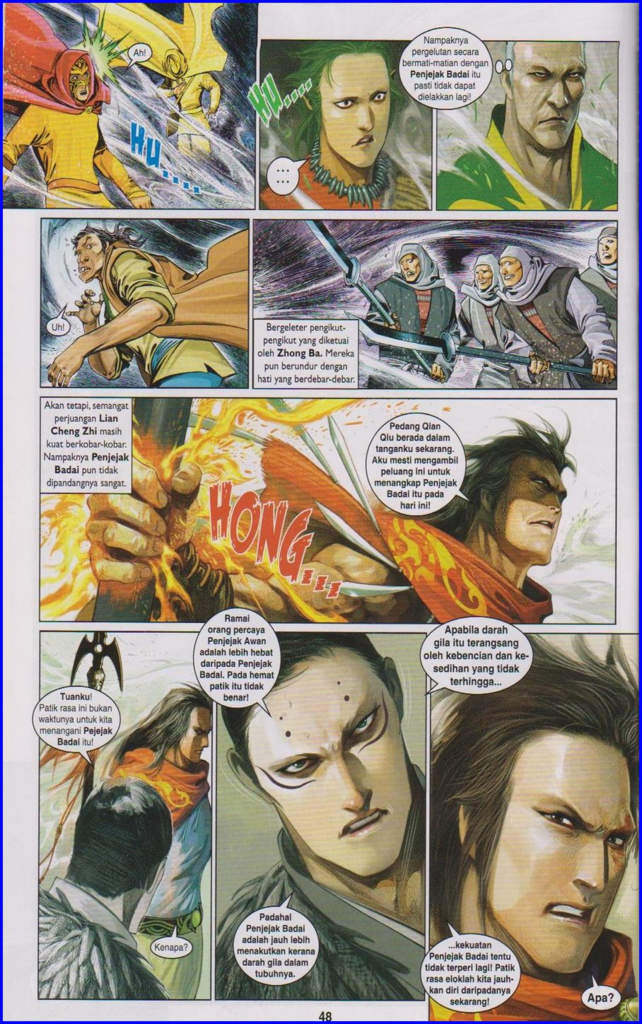 Ah!
HU....
HU....
...
...
Nampaknya
pergelutan secara
bermati-matian dengan
Penjejak Badai itu
pasti tidak dapat
dielakkan lagi!
Uh!
Bergeleter pengikut-
pengikut yang diketuai
oleh Zhong Ba. Mereka
pun berundur dengan
hati yang berdebar-debar.
Akan tetapi, semangat
perjuangan Lian
Cheng Zhi masih
kuat berkobar-kobar.
Nampaknya Penjejak
Badai pun tidak
dipandangnya sangat.
HONG...
Pedang Qian
Qiu berada dalam
tanganku sekarang.
Aku mesti mengambil
peluang ini untuk
menangkap Penjejak
Badai itu pada
hari ini!
Tuanku!
Patik rasa ini bukan
waktunya untuk kita
menangani Pejejak
Badai itu!
Kenapa?
Ramai
orang percaya
Penjejak Awan
adalah lebih hebat
daripada Penjejak
Badai. Pada hemat
patik itu tidak
benar!
Padahal
Penjejak Badai
adalah jauh lebih
menakutkan kerana
darah gila dalam
tubuhnya.
Apabila darah
gila itu terangsang
oleh kebencian dan ke-
sedihan yang tidak
terhingga...
...kekuatan
Penjejak Badai tentu
tidak terperi lagi! Patik
rasa eloklah kita jauh-
kan diri daripadanya
sekarang!
Apa?
48